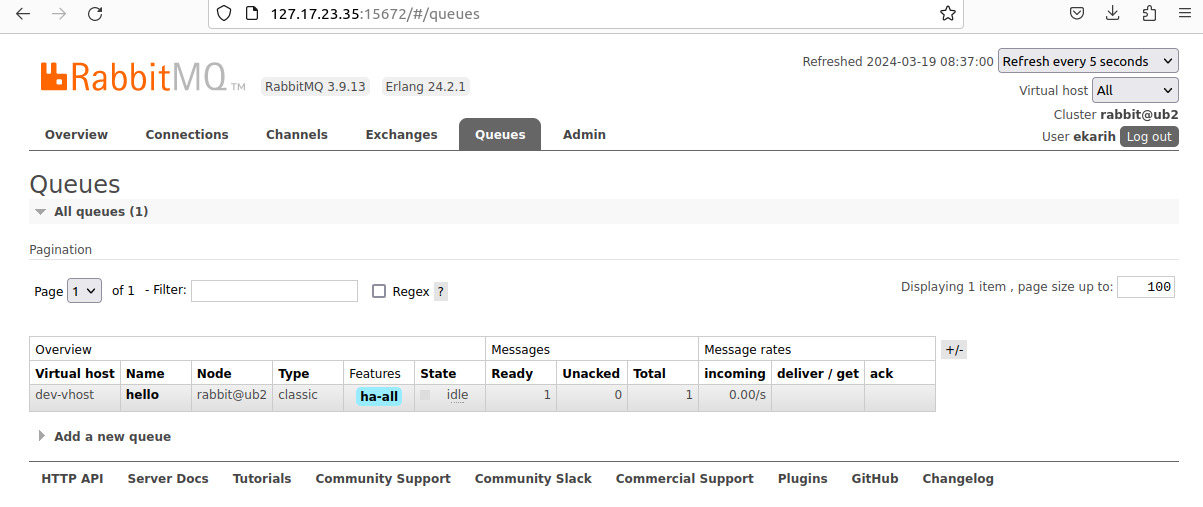 127.17.23.35:15672/#/queues
RabbitMQ TM RabbitMQ 3.9.13 Erlang 24.2.1
Refreshed 2024-03-19 08:37:00 Refresh every 5 seconds
Virtual host All
Cluster rabbit@ub2
User ekarih Log out
Overview Connections Channels Exchanges Queues Admin
Queues
All queues (1)
Pagination
Page 1 of 1 - Filter: Regex ? Displaying 1 item , page size up to: 100
Overview Messages Message rates +/-
Virtual host Name Node Type Features State Ready Unacked Total incoming deliver / get ack
dev-vhost hello rabbit@ub2 classic ha-all idle 1 0 1 0.00/s
Add a new queue
HTTP API Server Docs Tutorials Community Support Community Slack Commercial Support Plugins GitHub Changelog